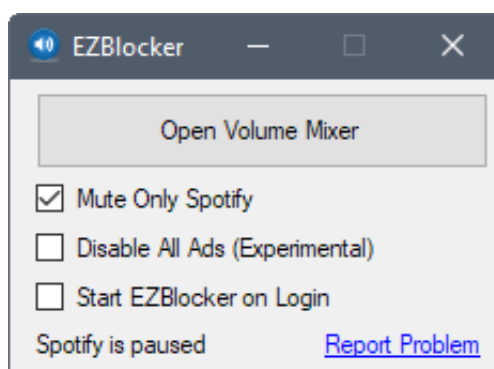 EZBlocker
Open Volume Mixer
Mute Only Spotify
Disable All Ads (Experimental)
Start EZBlocker on Login
Spotify is paused Report Problem